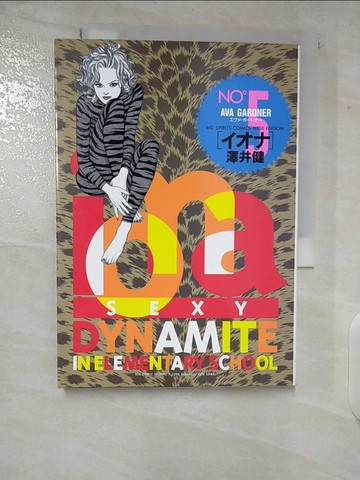 NO° 5
AVA GARDNER
エヴァ・ガードナー
BIG SPIRITS COMICS WIDE EDITION
[イオナ]
澤井健
iona
SEXY
DYNAMITE
IN ELEMENTARY SCHOOL